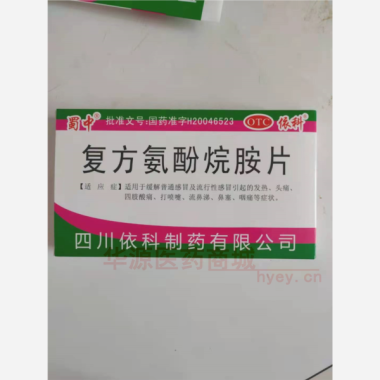 蜀中
批准文号:国药准字H20046523
OTC
依科
复方氨酚烷胺片
【适 应 症】适用于缓解普通感冒及流行性感冒引起的发热、头痛、
四肢酸痛、打喷嚏、流鼻涕、鼻塞、咽痛等症状。
四川依科制药有限公司
华源医药商城
hyey.cn